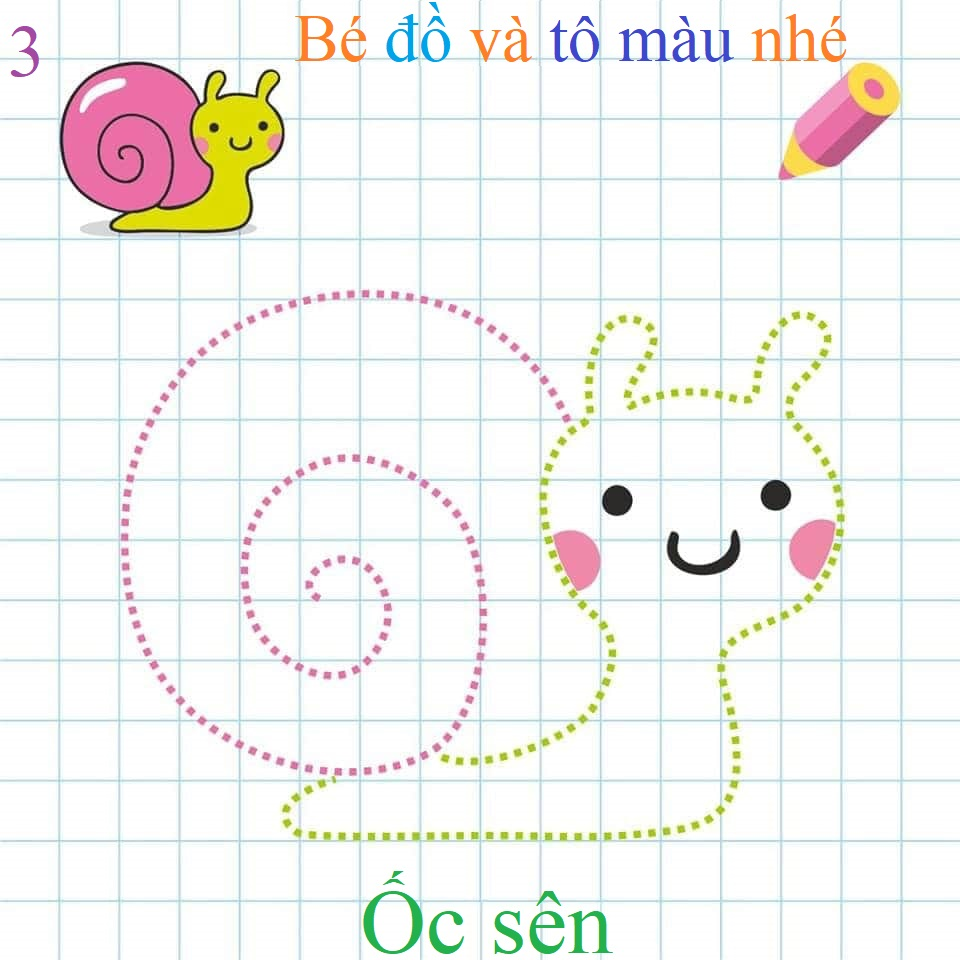 3
Bé đồ và tô màu nhé
Ốc sên